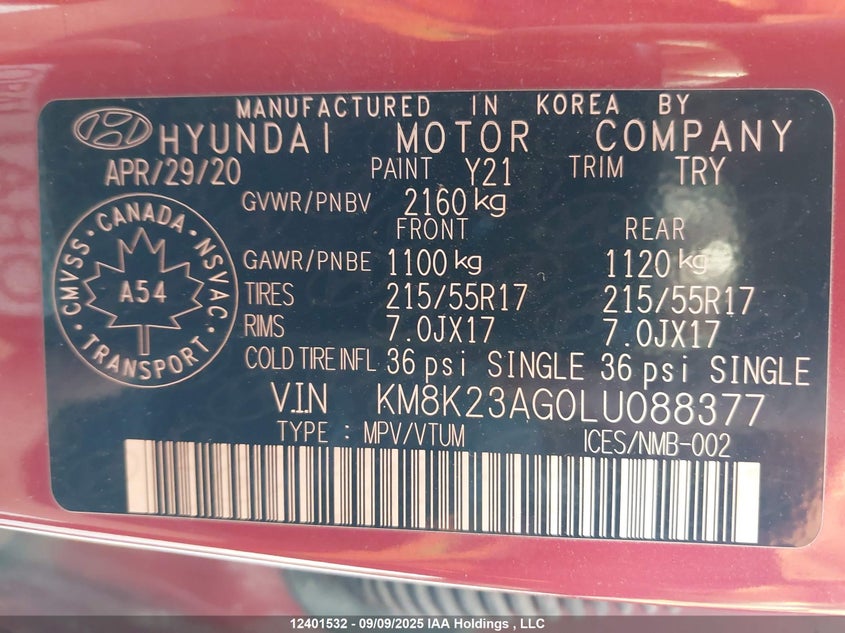 MANUFACTURED IN KOREA BY
HYUNDAI MOTOR COMPANY
APR/29/20 PAINT Y21 TRIM TRY
GVWR/PNBV 2160 kg
FRONT REAR
GAWR/PNBE 1100 kg 1120 kg
TIRES 215/55R17 215/55R17
RIMS 7.0JX17 7.0JX17
COLD TIRE INFL 36 psi SINGLE 36 psi SINGLE
VIN KM8K23AG0LU088377
TYPE : MPV/VTUM ICES/NMB-002
CMVSS · CANADA · NSVAC · TRANSPORT ·
A54
12401532 - 09/09/2025 IAA Holdings , LLC